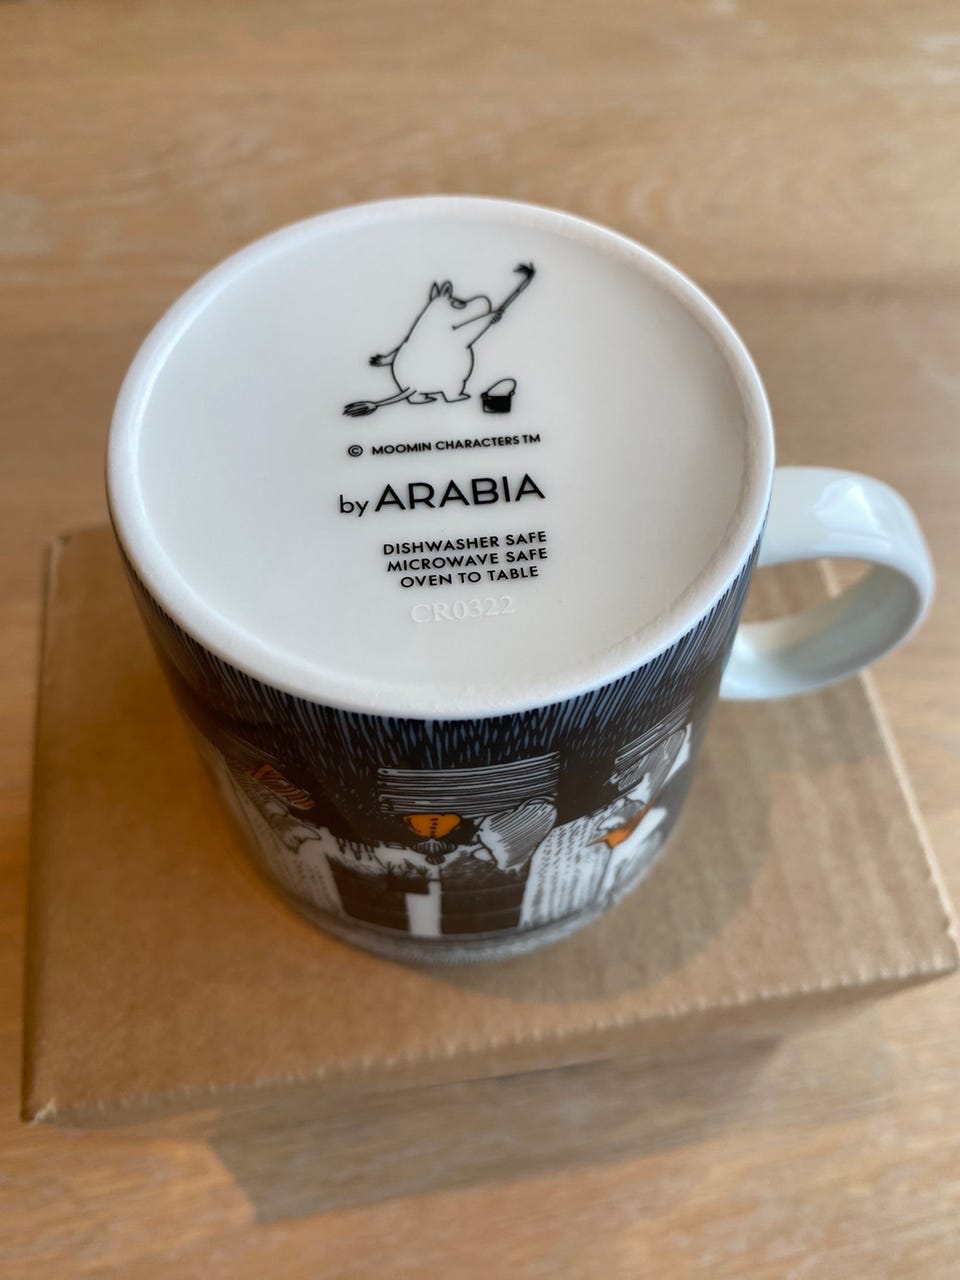 © MOOMIN CHARACTERS TM
by ARABIA
DISHWASHER SAFE
MICROWAVE SAFE
OVEN TO TABLE
CR0322